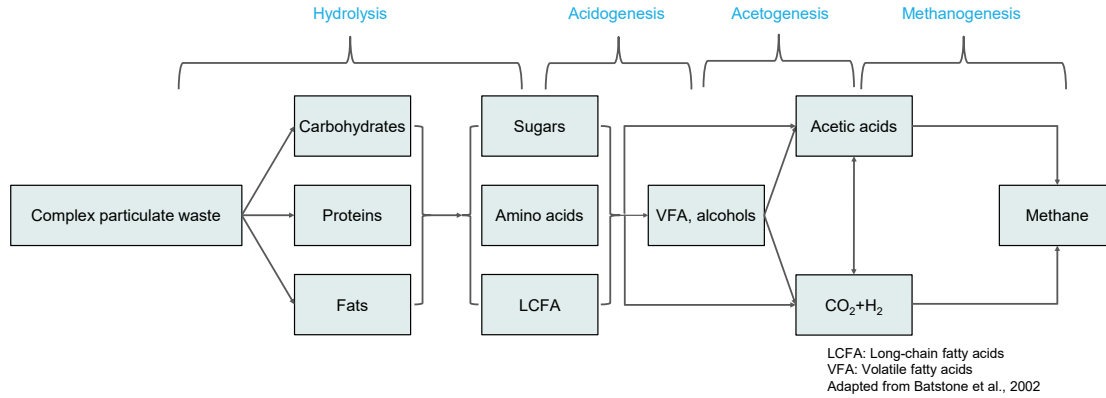 Hydrolysis
Acidogenesis
Acetogenesis
Methanogenesis
Carbohydrates
Sugars
Acetic acids
Complex particulate waste
Proteins
Amino acids
VFA, alcohols
Methane
Fats
LCFA
CO₂+H₂
LCFA: Long-chain fatty acids
VFA: Volatile fatty acids
Adapted from Batstone et al., 2002